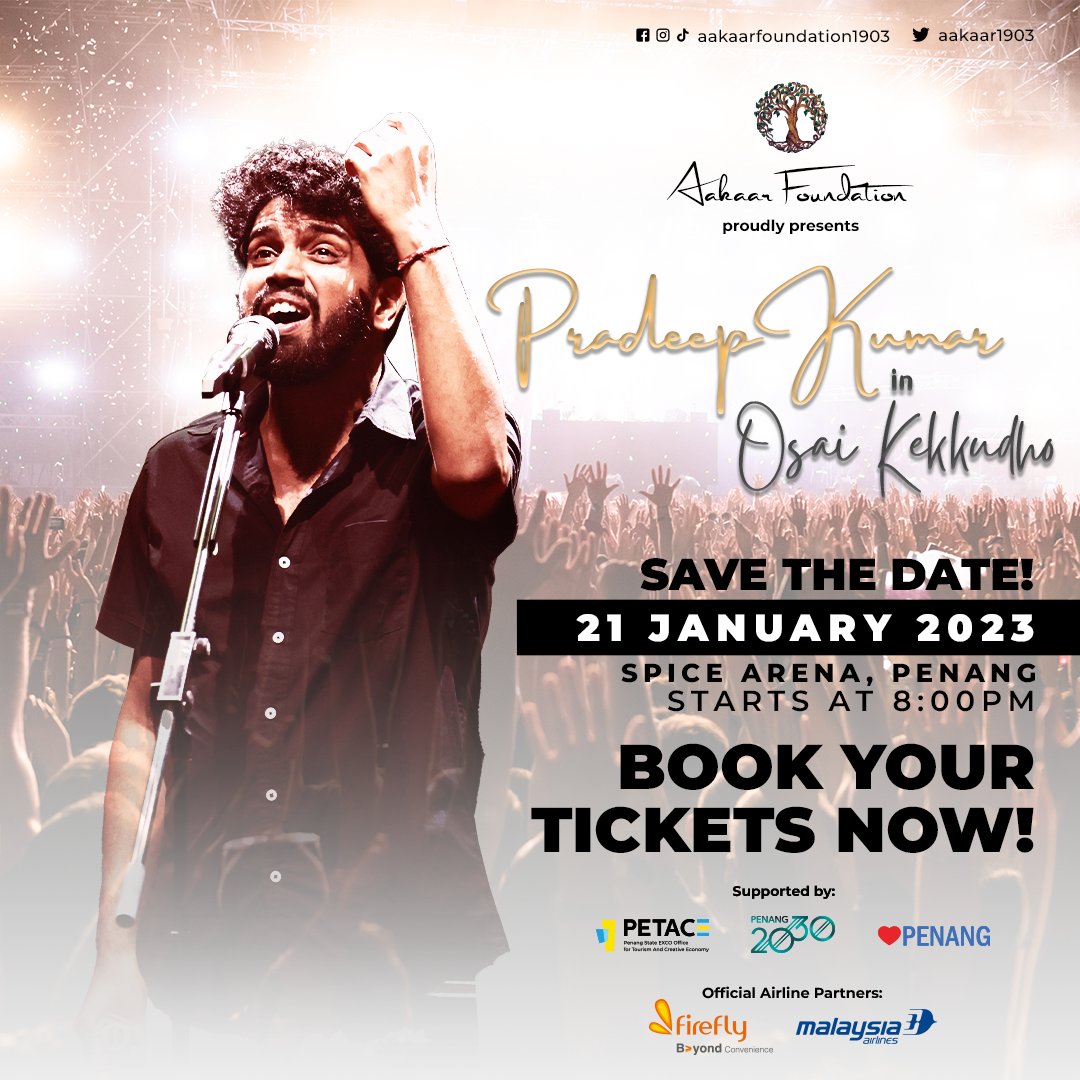 aakaarfoundation1903 aakaar1903
Aakaar Foundation
proudly presents
Pradeep Kumar
in
Osai Kekkudho
SAVE THE DATE!
21 JANUARY 2023
SPICE ARENA, PENANG
STARTS AT 8:00PM
BOOK YOUR
TICKETS NOW!
Supported by:
PETACE
Penang State EXCO Office
for Tourism And Creative Economy
PENANG
2030
PENANG
Official Airline Partners:
firefly
Beyond Convenience
malaysia
airlines